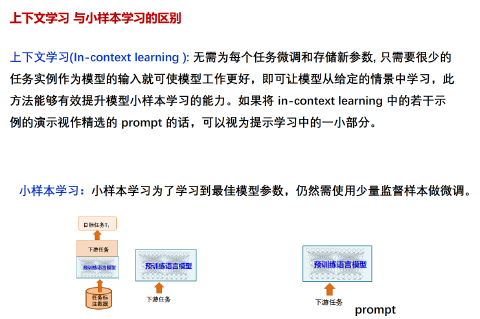 上下文学习 与小样本学习的区别
上下文学习(In-context learning ): 无需为每个任务微调和存储新参数, 只需要很少的
任务实例作为模型的输入就可使模型工作更好，即可让模型从给定的情景中学习，此
方法能够有效提升模型小样本学习的能力。如果将 in-context learning 中的若干示
例的演示视作精选的 prompt 的话，可以视为提示学习中的一小部分。
小样本学习：小样本学习为了学习到最佳模型参数，仍然需使用少量监督样本做微调。
目标任务T,
下游任务
预训练语言模型
任务标
注数据
预训练语言模型
下游任务
预训练语言模型
下游任务
prompt